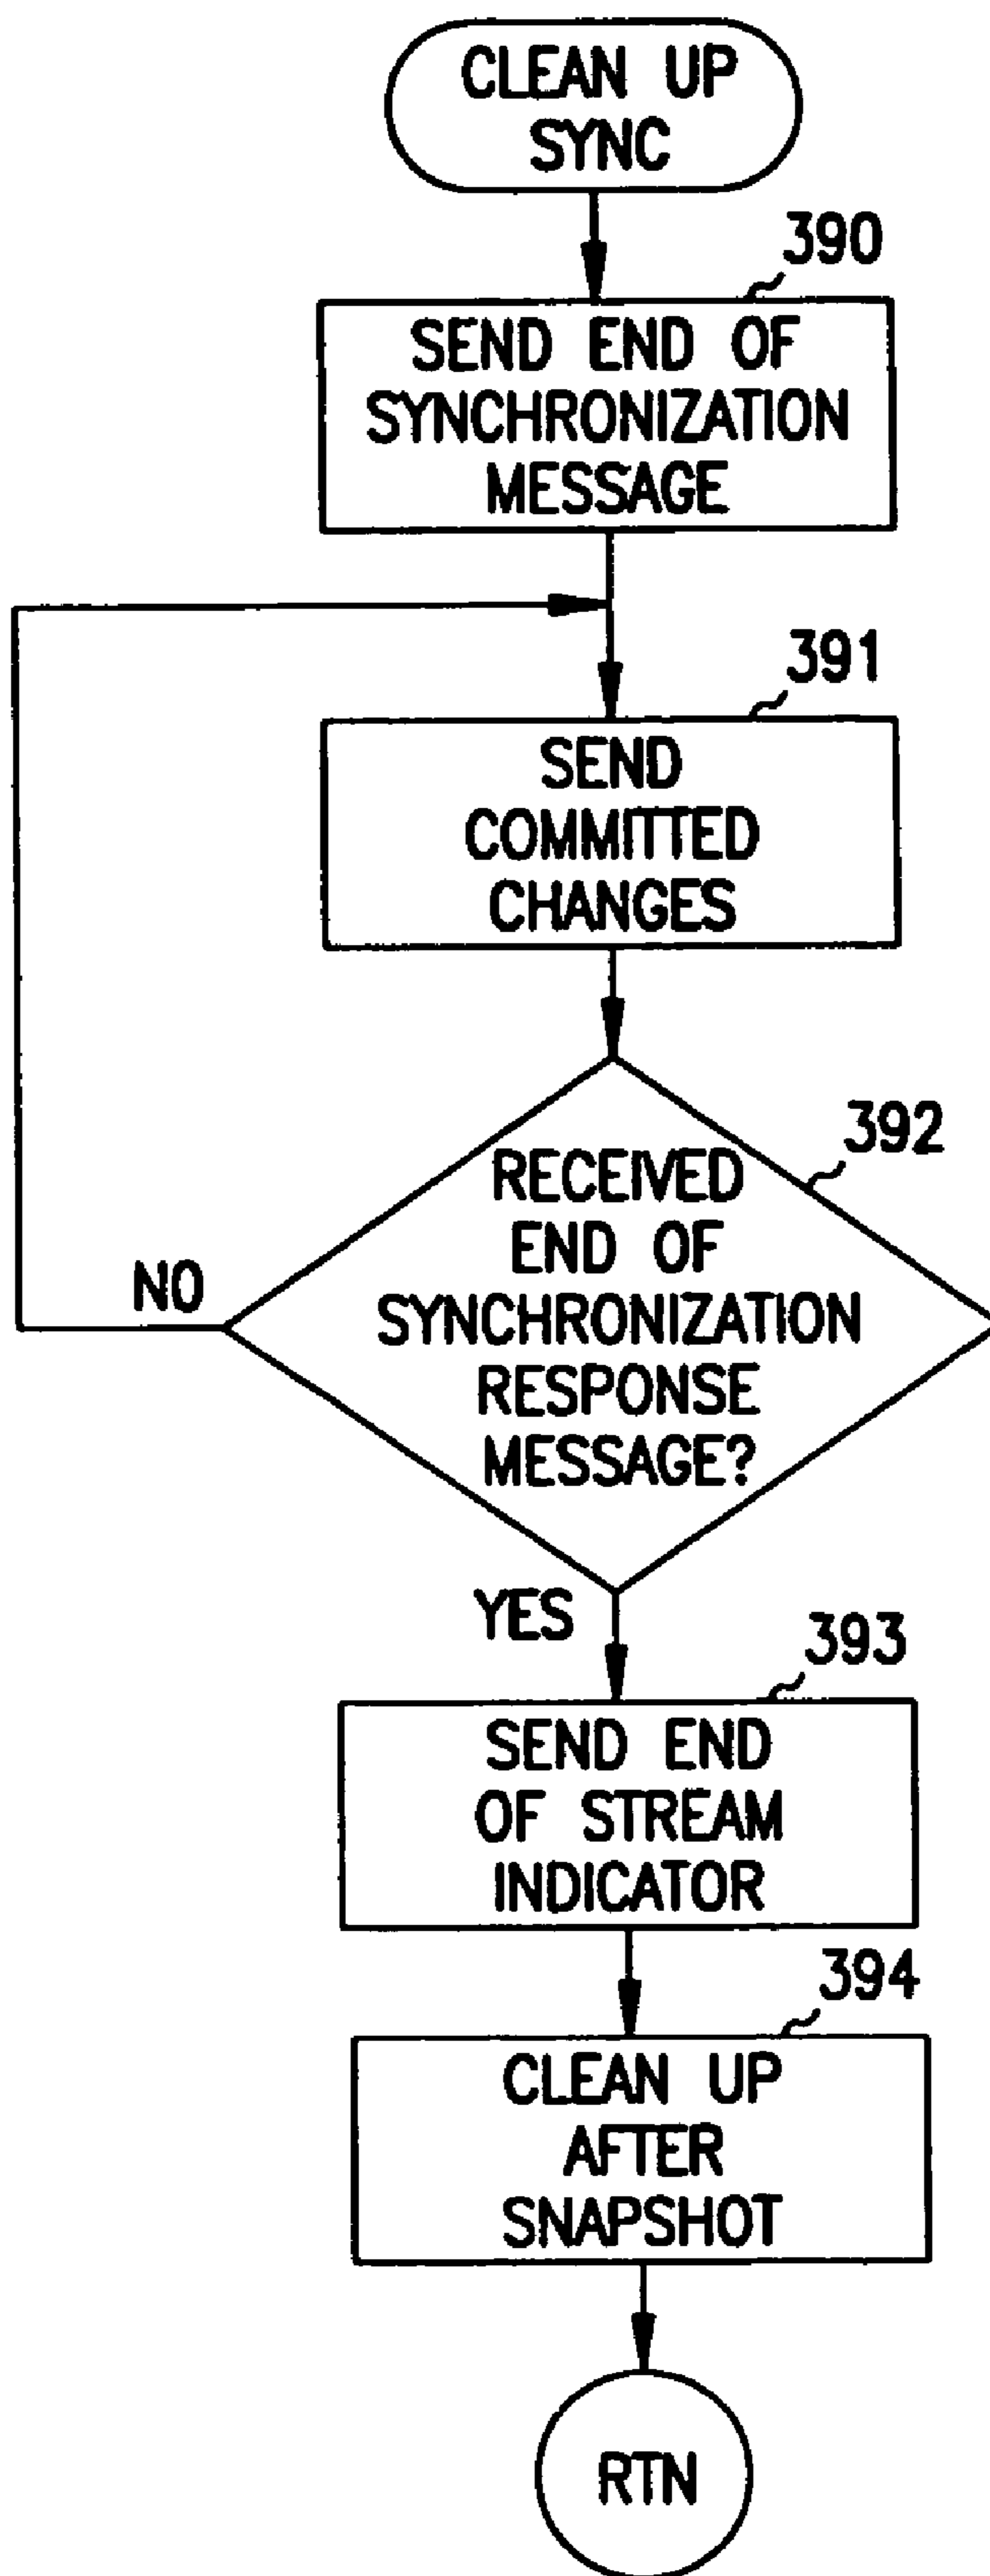 CLEAN UP
SYNC
390
SEND END OF
SYNCHRONIZATION
MESSAGE
391
SEND
COMMITTED
CHANGES
392
RECEIVED
END OF
SYNCHRONIZATION
RESPONSE
MESSAGE?
NO
YES
393
SEND END
OF STREAM
INDICATOR
394
CLEAN UP
AFTER
SNAPSHOT
RTN